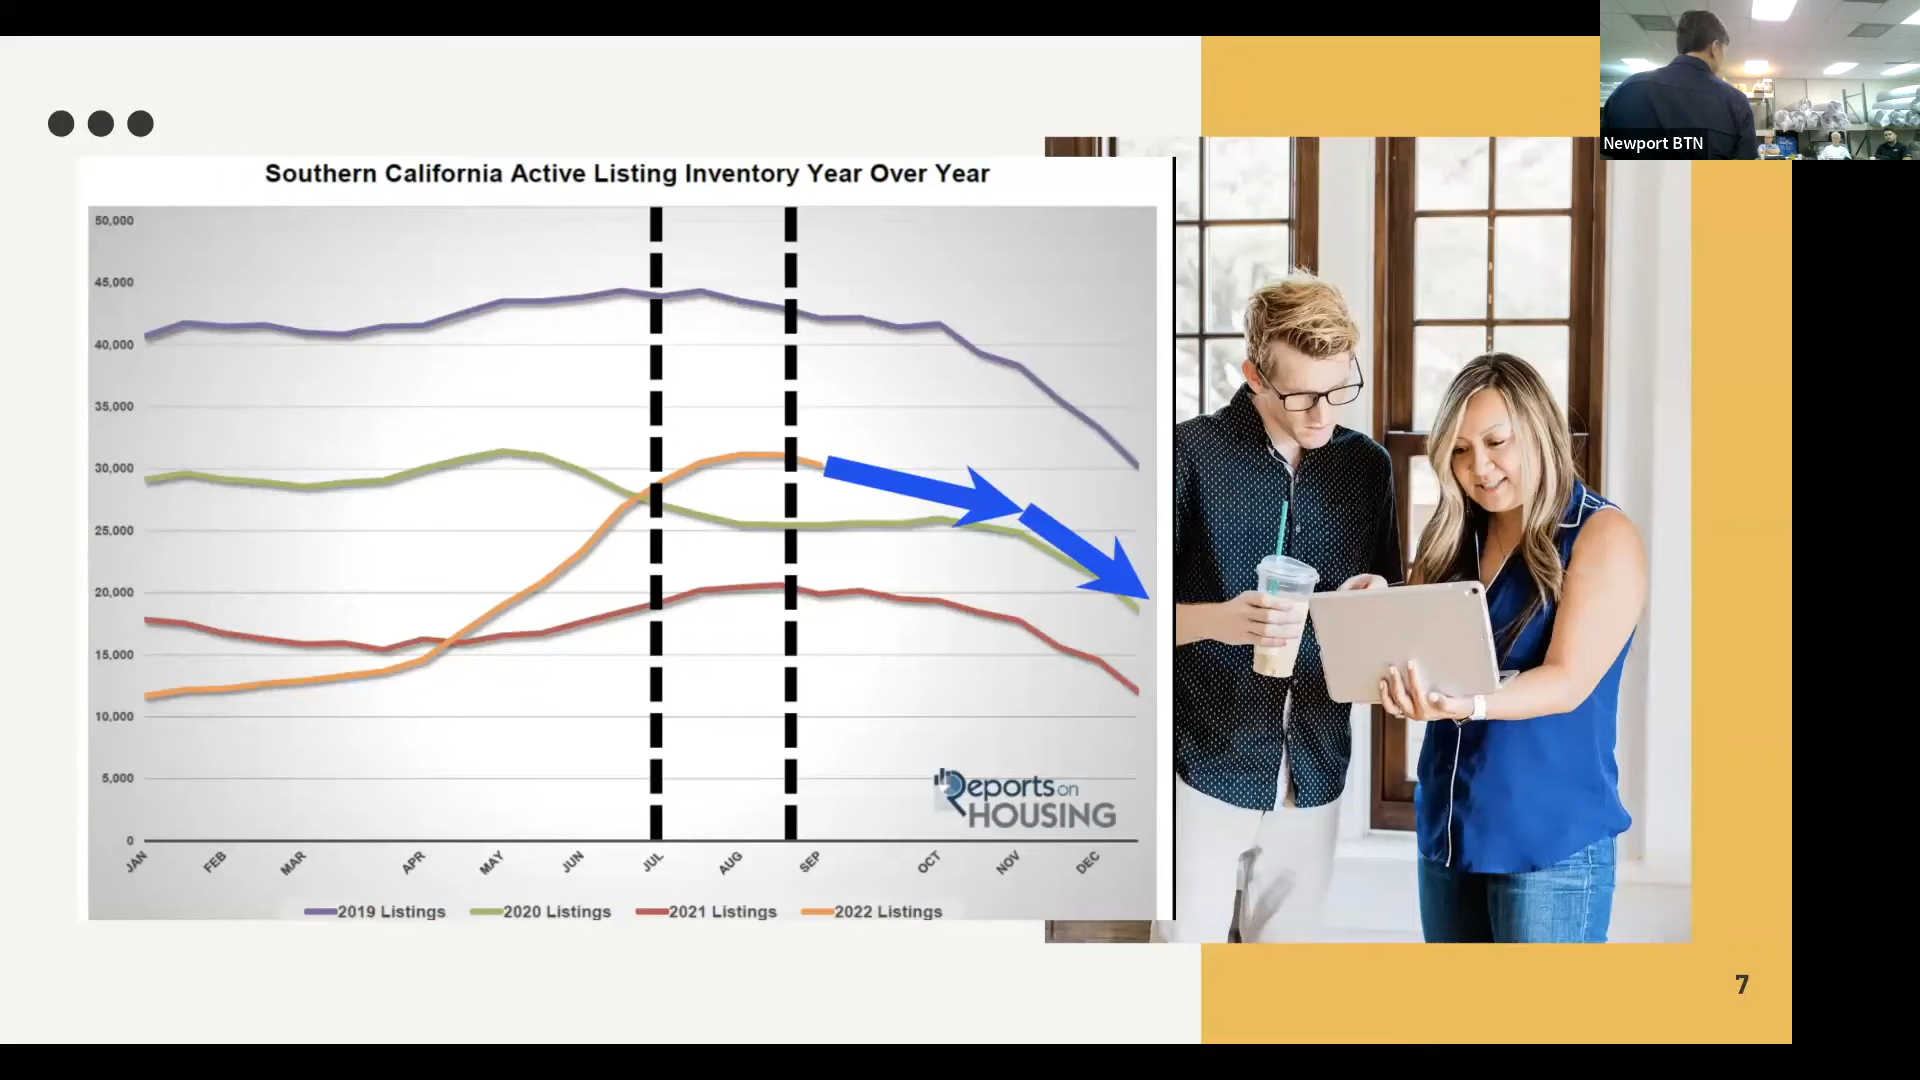 Newport BTN
Southern California Active Listing Inventory Year Over Year
50,000
45,000
40,000
35,000
30,000
25,000
20,000
15,000
10,000
5,000
0
JAN FEB MAR APR MAY JUN JUL AUG SEP OCT NOV DEC
Reports on
HOUSING
2019 Listings 2020 Listings 2021 Listings 2022 Listings
7